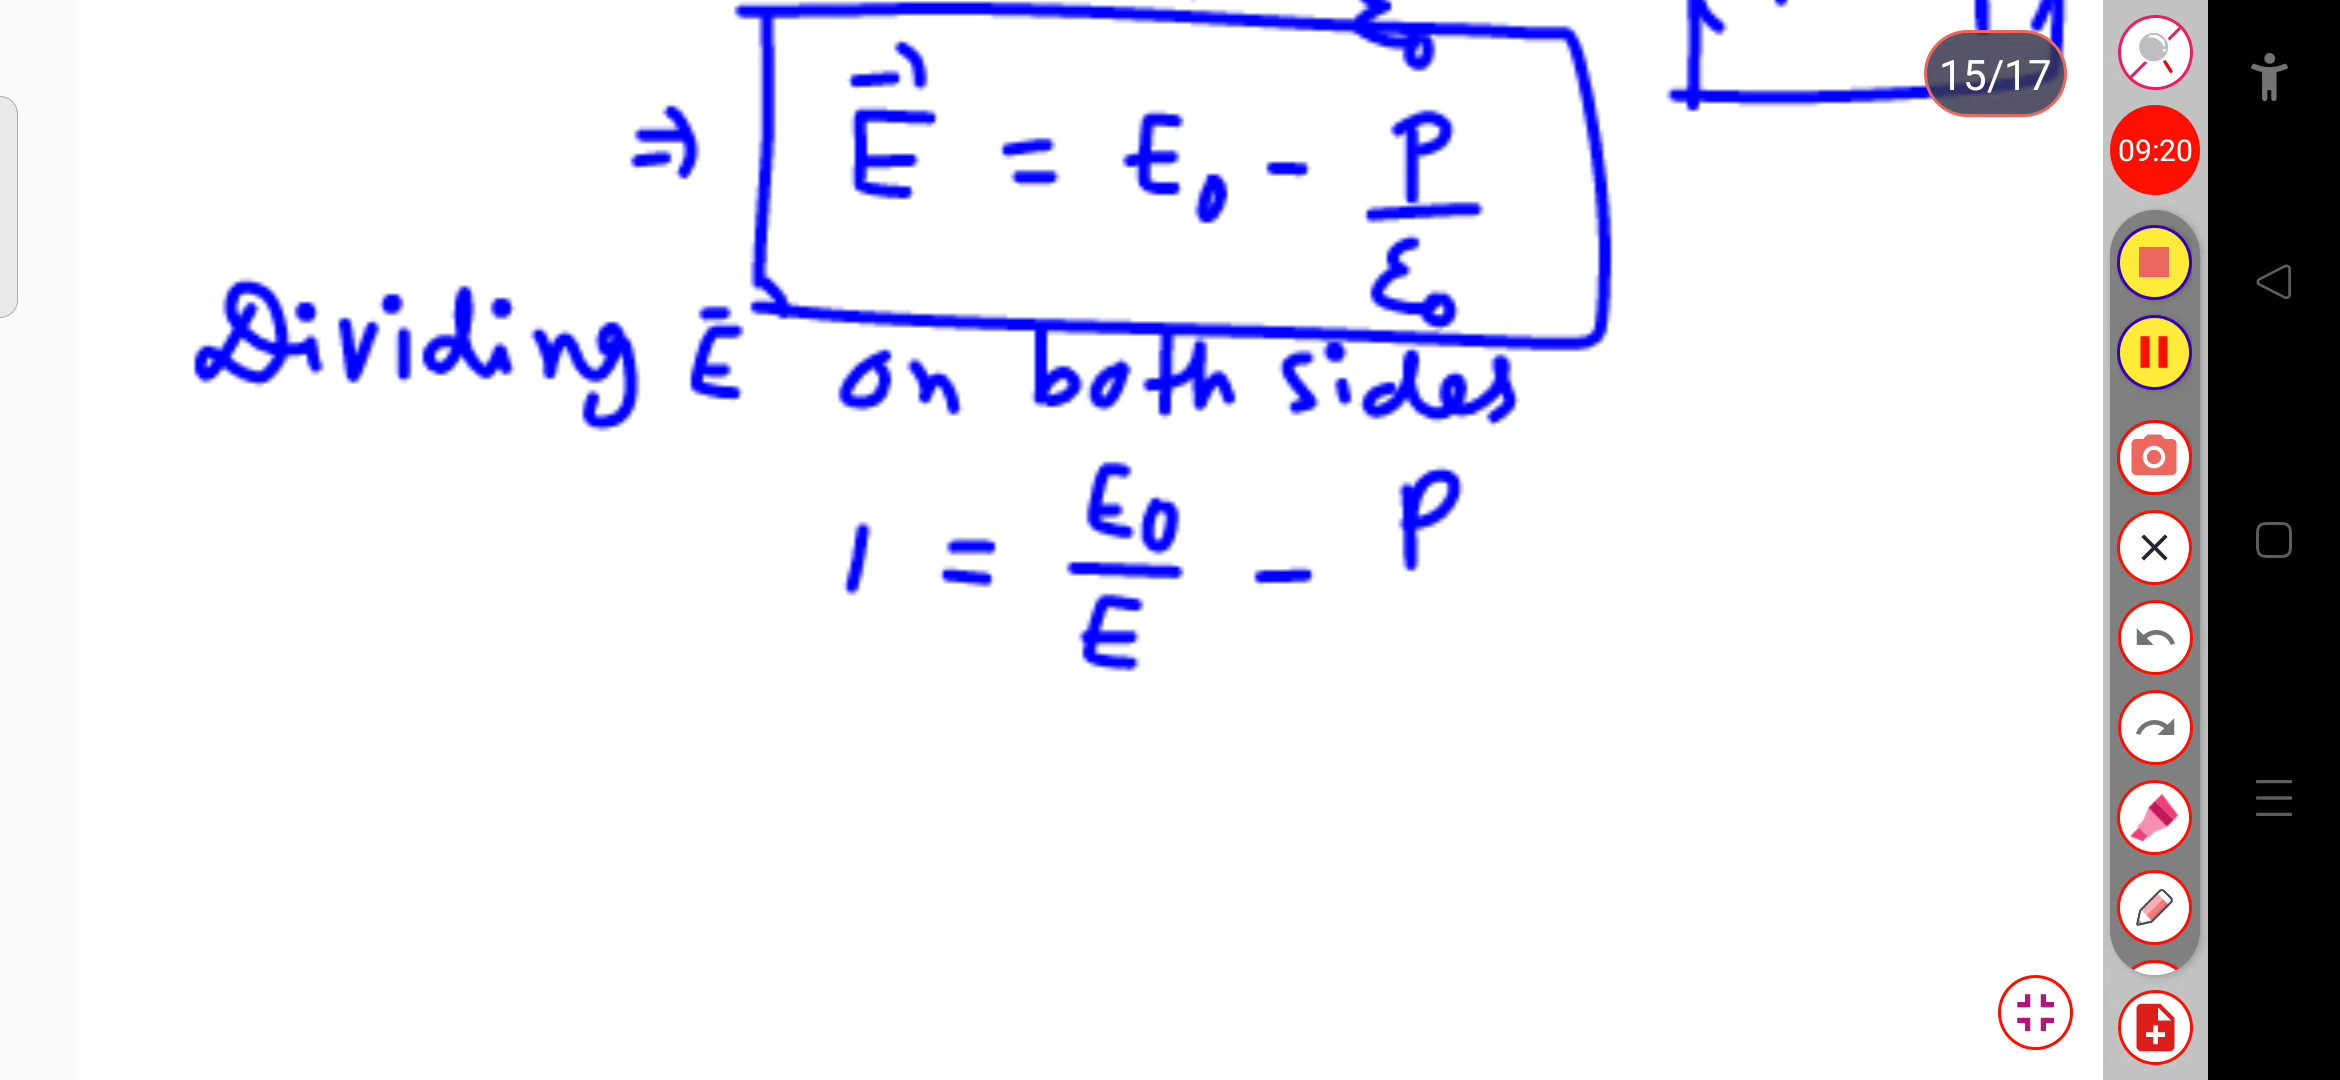 ⇒ E⃗ = E₀ - P/ε₀
15/17
09:20
Dividing Ē on both sides
1 = E₀/E - P